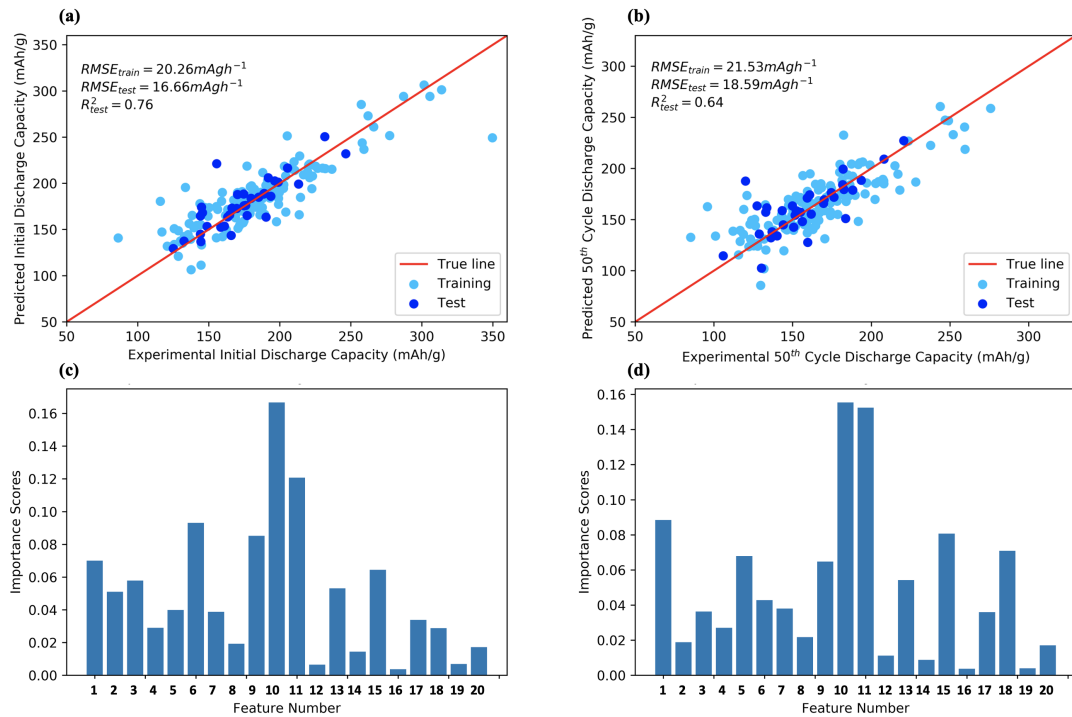 (a)
350
300
250
200
150
100
50
Predicted Initial Discharge Capacity (mAh/g)
RMSE_train = 20.26mAgh⁻¹
RMSE_test = 16.66mAgh⁻¹
R²_test = 0.76
True line
Training
Test
50 100 150 200 250 300 350
Experimental Initial Discharge Capacity (mAh/g)
(b)
350
300
250
200
150
100
50
Predicted 50ᵗʰ Cycle Discharge Capacity (mAh/g)
RMSE_train = 21.53mAgh⁻¹
RMSE_test = 18.59mAgh⁻¹
R²_test = 0.64
True line
Training
Test
50 100 150 200 250 300
Experimental 50ᵗʰ Cycle Discharge Capacity (mAh/g)
(c)
0.16
0.14
0.12
0.10
0.08
0.06
0.04
0.02
0.00
Importance Scores
1 2 3 4 5 6 7 8 9 10 11 12 13 14 15 16 17 18 19 20
Feature Number
(d)
0.16
0.14
0.12
0.10
0.08
0.06
0.04
0.02
0.00
Importance Scores
1 2 3 4 5 6 7 8 9 10 11 12 13 14 15 16 17 18 19 20
Feature Number